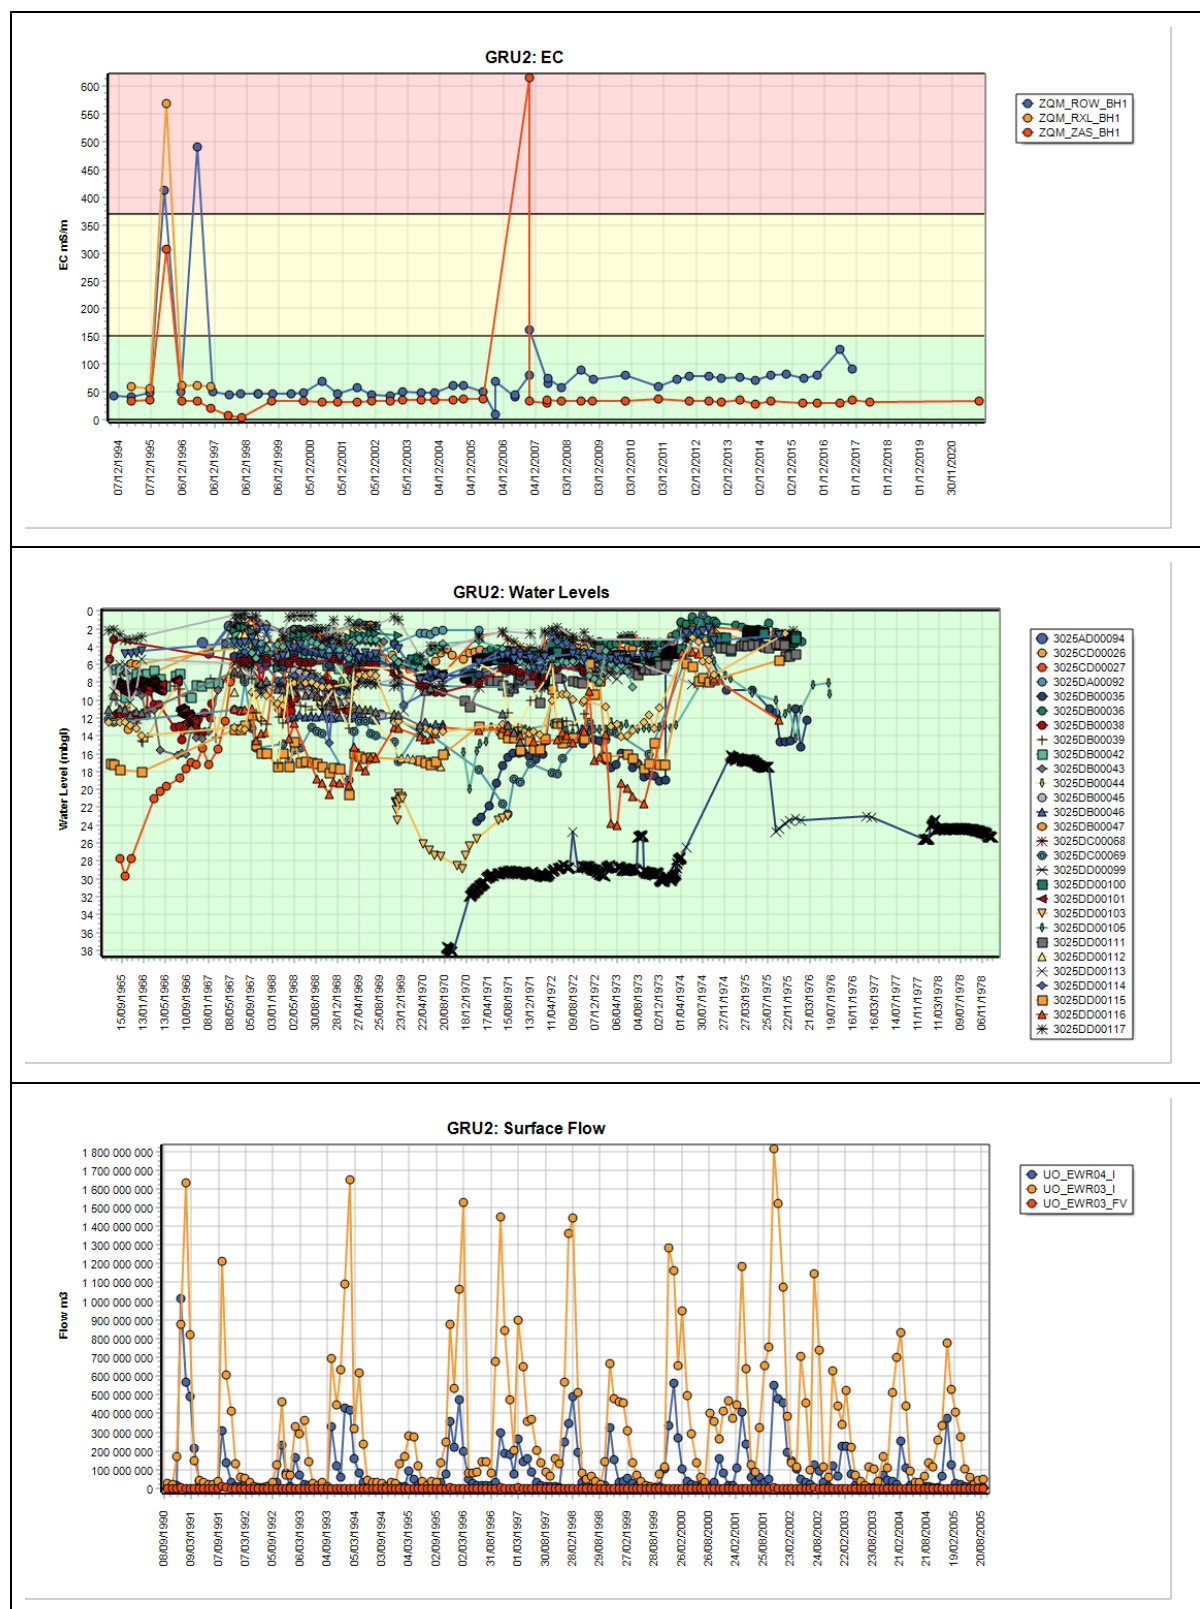 GRU2: EC
600
550
500
450
400
350
300
250
200
150
100
50
0
EC mS/m
07/12/1994
07/12/1995
06/12/1996
06/12/1997
06/12/1998
06/12/1999
05/12/2000
05/12/2001
05/12/2002
05/12/2003
04/12/2004
04/12/2005
04/12/2006
04/12/2007
03/12/2008
03/12/2009
03/12/2010
03/12/2011
02/12/2012
02/12/2013
02/12/2014
02/12/2015
01/12/2016
01/12/2017
01/12/2018
01/12/2019
30/11/2020
ZQM_ROW_BH1
ZQM_RXL_BH1
ZQM_ZAS_BH1
GRU2: Water Levels
0
2
4
6
8
10
12
14
16
18
20
22
24
26
28
30
32
34
36
38
Water Level (mbgl)
15/09/1965
13/01/1966
13/05/1966
10/09/1966
08/01/1967
08/05/1967
05/09/1967
03/01/1968
02/05/1968
30/08/1968
28/12/1968
27/04/1969
25/08/1969
23/12/1969
22/04/1970
20/08/1970
18/12/1970
17/04/1971
15/08/1971
13/12/1971
11/04/1972
09/08/1972
07/12/1972
06/04/1973
04/08/1973
02/12/1973
01/04/1974
30/07/1974
27/11/1974
27/03/1975
25/07/1975
22/11/1975
21/03/1976
19/07/1976
16/11/1976
16/03/1977
14/07/1977
11/11/1977
11/03/1978
09/07/1978
06/11/1978
3025AD00094
3025CD00026
3025CD00027
3025DA00092
3025DB00035
3025DB00036
3025DB00038
3025DB00039
3025DB00042
3025DB00043
3025DB00044
3025DB00045
3025DB00046
3025DB00047
3025DC00068
3025DC00069
3025DD00099
3025DD00100
3025DD00101
3025DD00103
3025DD00105
3025DD00111
3025DD00112
3025DD00113
3025DD00114
3025DD00115
3025DD00116
3025DD00117
GRU2: Surface Flow
1 800 000 000
1 700 000 000
1 600 000 000
1 500 000 000
1 400 000 000
1 300 000 000
1 200 000 000
1 100 000 000
1 000 000 000
900 000 000
800 000 000
700 000 000
600 000 000
500 000 000
400 000 000
300 000 000
200 000 000
100 000 000
0
Flow m3
08/09/1990
09/03/1991
07/09/1991
07/03/1992
05/09/1992
06/03/1993
04/09/1993
05/03/1994
03/09/1994
04/03/1995
02/09/1995
02/03/1996
31/08/1996
01/03/1997
30/08/1997
28/02/1998
29/08/1998
27/02/1999
28/08/1999
26/02/2000
26/08/2000
24/02/2001
25/08/2001
23/02/2002
24/08/2002
22/02/2003
23/08/2003
21/02/2004
21/08/2004
19/02/2005
20/08/2005
UO_EWR04_I
UO_EWR03_I
UO_EWR03_FV